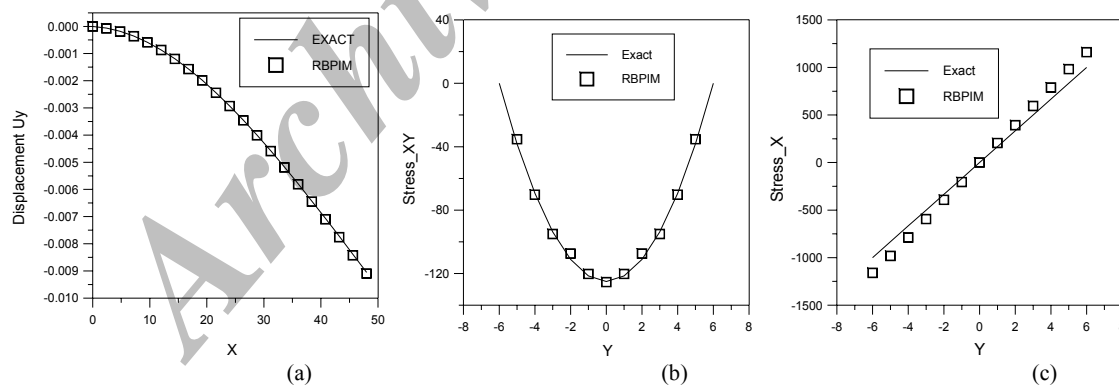 0.000
-0.001
-0.002
-0.003
-0.004
-0.005
-0.006
-0.007
-0.008
-0.009
-0.010
Displacement Uy
EXACT
RBPIM
0 10 20 30 40 50
X
(a)
40
0
-40
-80
-120
Stress_XY
Exact
RBPIM
-8 -6 -4 -2 0 2 4 6 8
Y
(b)
1500
1000
500
0
-500
-1000
-1500
Stress_X
Exact
RBPIM
-8 -6 -4 -2 0 2 4 6
Y
(c)